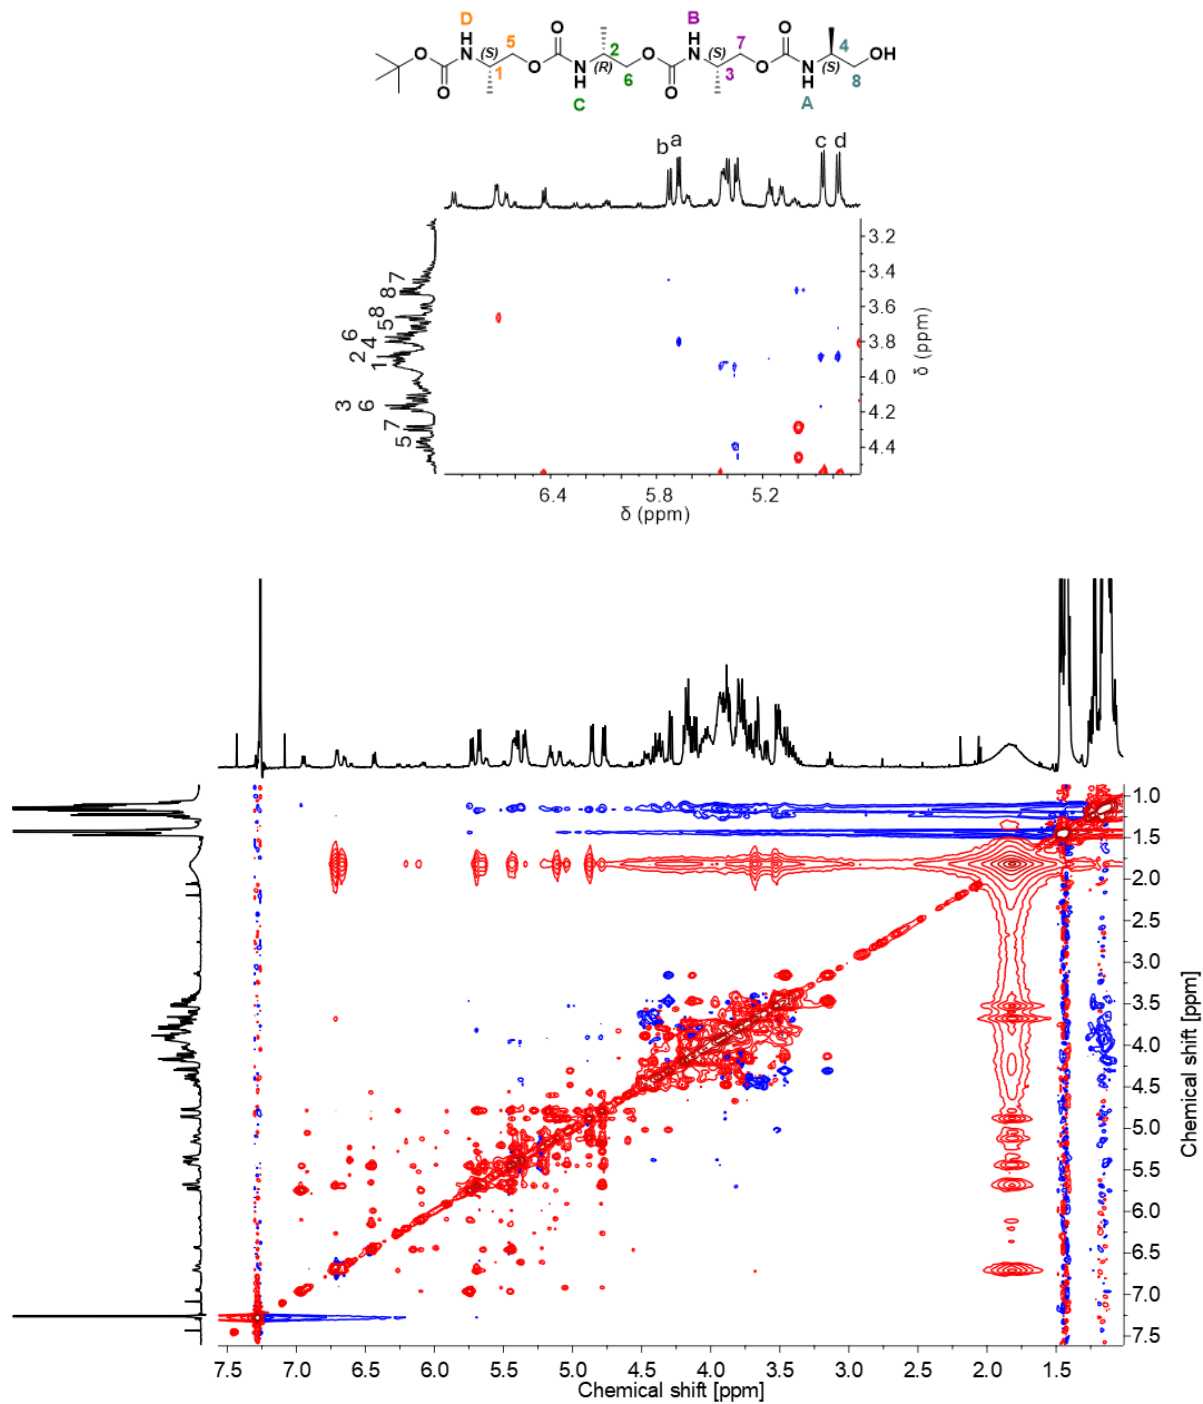 D B
H O H O
N (S) 5 O N 2 O N (S) 7 O N 4 OH
O 1 O (R) 6 O 3 O (S) 8
O H O H
C A
b a c d
3.2
3.4
3.6
3.8
4.0
4.2
4.4
δ (ppm)
7
8
8
5
6
4
2
1
6
3
7
5
6.4 5.8 5.2
δ (ppm)
1.0
1.5
2.0
2.5
3.0
3.5
4.0
4.5
5.0
5.5
6.0
6.5
7.0
7.5
Chemical shift [ppm]
7.5 7.0 6.5 6.0 5.5 5.0 4.5 4.0 3.5 3.0 2.5 2.0 1.5
Chemical shift [ppm]